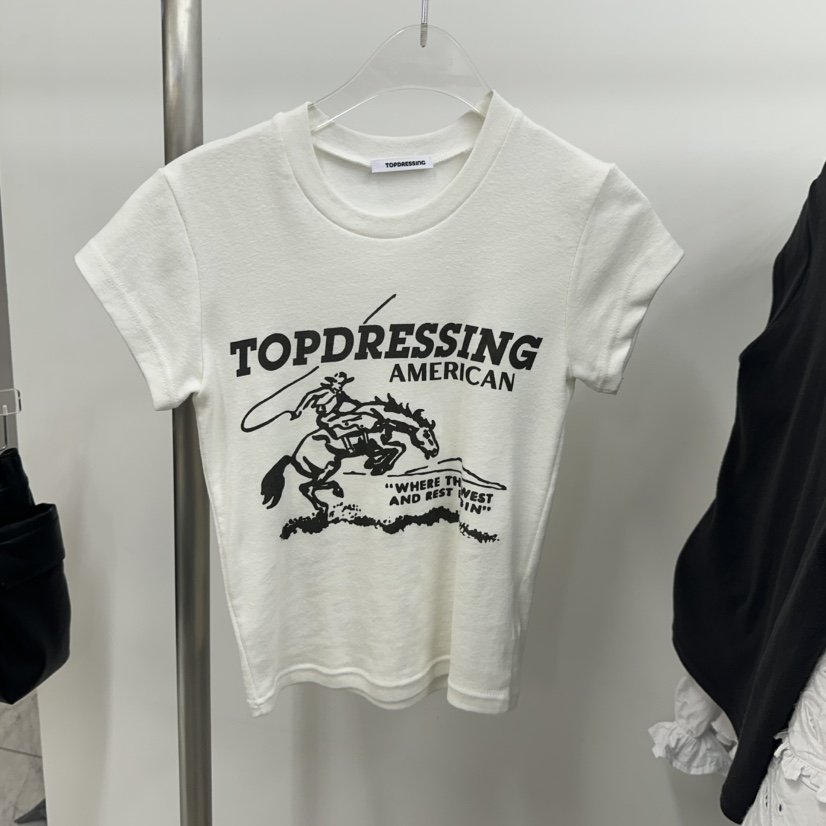 TOPDRESSING
TOPDRESSING
AMERICAN
"WHERE TH WEST
AND REST IN"